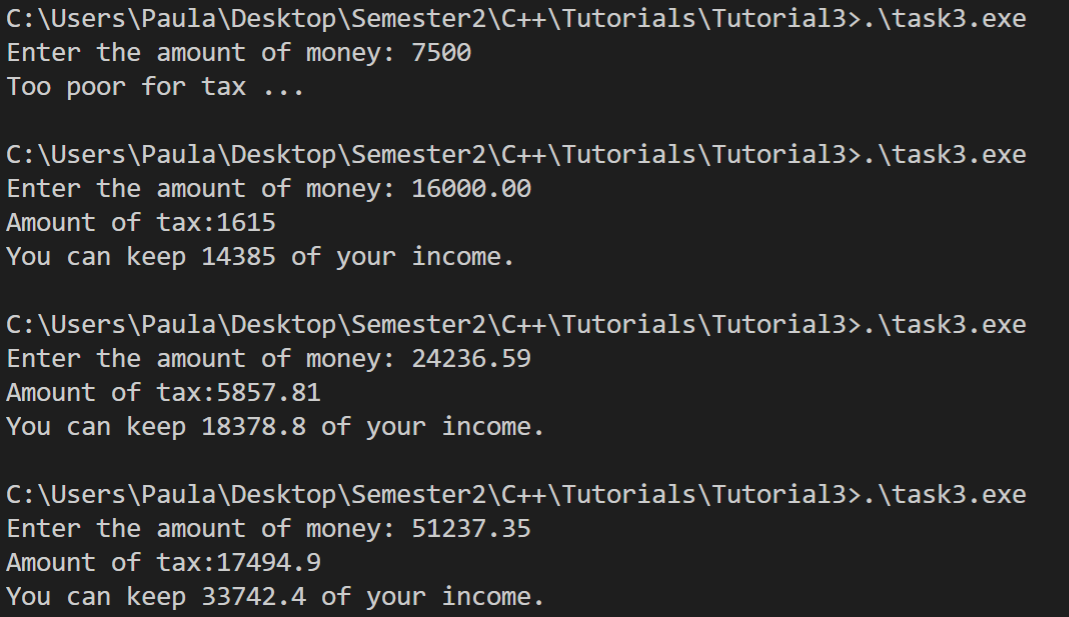 C:\Users\Paula\Desktop\Semester2\C++\Tutorials\Tutorial3>.\task3.exe
Enter the amount of money: 7500
Too poor for tax ...
C:\Users\Paula\Desktop\Semester2\C++\Tutorials\Tutorial3>.\task3.exe
Enter the amount of money: 16000.00
Amount of tax:1615
You can keep 14385 of your income.
C:\Users\Paula\Desktop\Semester2\C++\Tutorials\Tutorial3>.\task3.exe
Enter the amount of money: 24236.59
Amount of tax:5857.81
You can keep 18378.8 of your income.
C:\Users\Paula\Desktop\Semester2\C++\Tutorials\Tutorial3>.\task3.exe
Enter the amount of money: 51237.35
Amount of tax:17494.9
You can keep 33742.4 of your income.